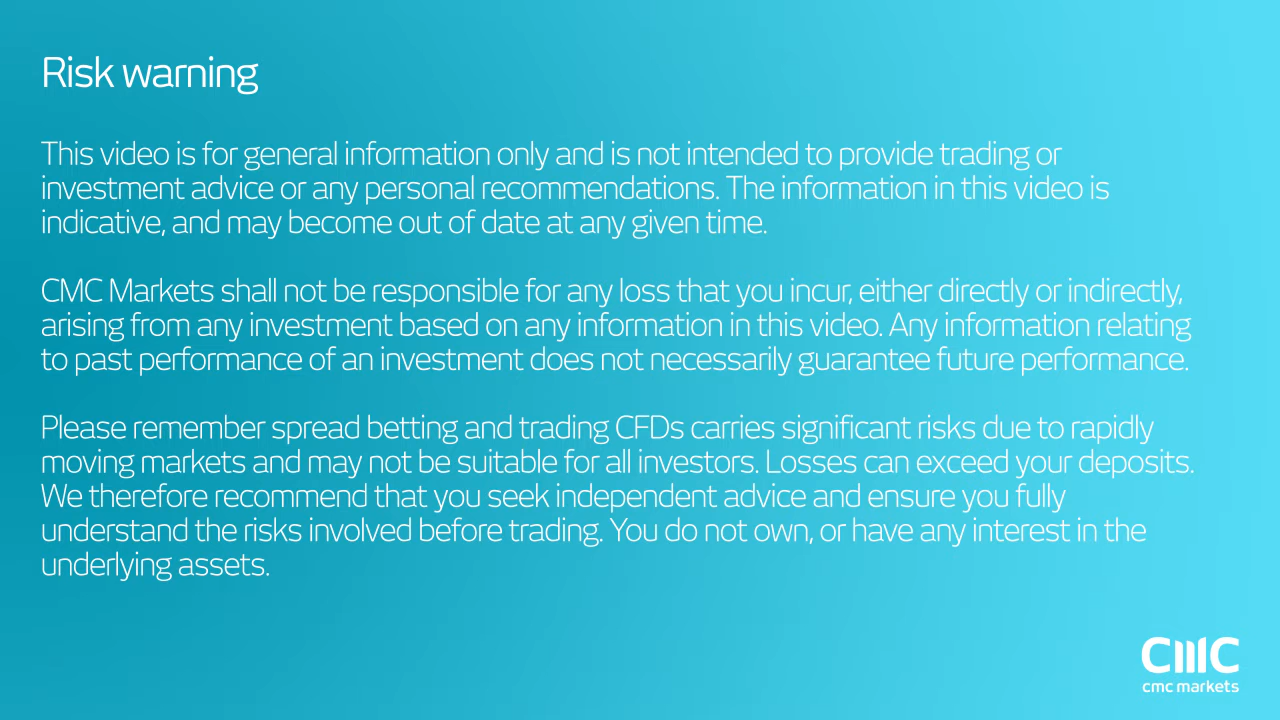 Risk warning
This video is for general information only and is not intended to provide trading or
investment advice or any personal recommendations. The information in this video is
indicative, and may become out of date at any given time.
CMC Markets shall not be responsible for any loss that you incur, either directly or indirectly,
arising from any investment based on any information in this video. Any information relating
to past performance of an investment does not necessarily guarantee future performance.
Please remember spread betting and trading CFDs carries significant risks due to rapidly
moving markets and may not be suitable for all investors. Losses can exceed your deposits.
We therefore recommend that you seek independent advice and ensure you fully
understand the risks involved before trading. You do not own, or have any interest in the
underlying assets.
CMC
cmc markets